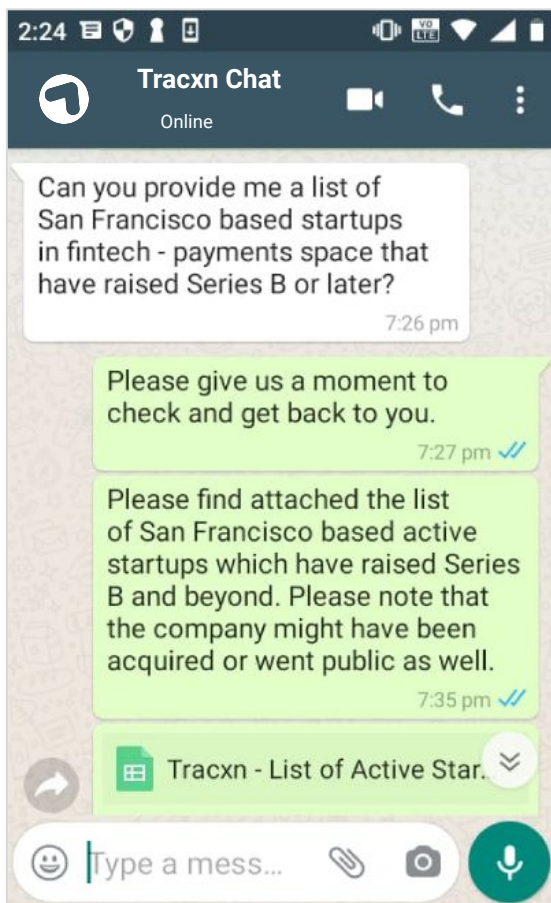 2:24
VO
LTE
Tracxn Chat
Online
Can you provide me a list of
San Francisco based startups
in fintech - payments space that
have raised Series B or later?
7:26 pm
Please give us a moment to
check and get back to you.
7:27 pm
Please find attached the list
of San Francisco based active
startups which have raised Series
B and beyond. Please note that
the company might have been
acquired or went public as well.
7:35 pm
Tracxn - List of Active Star..
Type a mess...